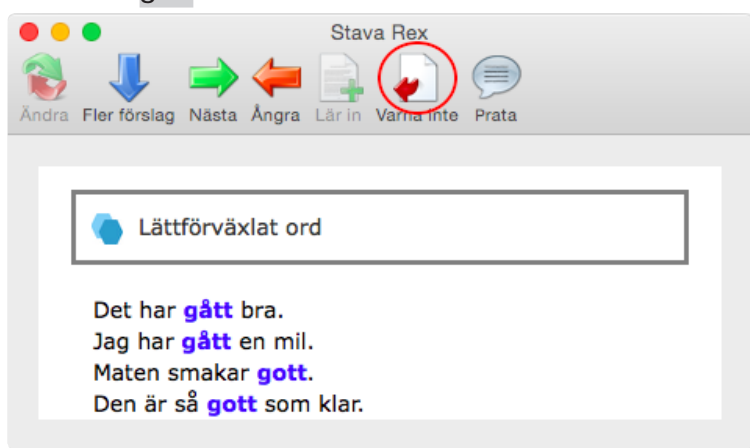 Stava Rex
Ändra Fler förslag Nästa Ångra Lär in Varna inte Prata
Lättförväxlat ord
Det har gått bra.
Jag har gått en mil.
Maten smakar gott.
Den är så gott som klar.